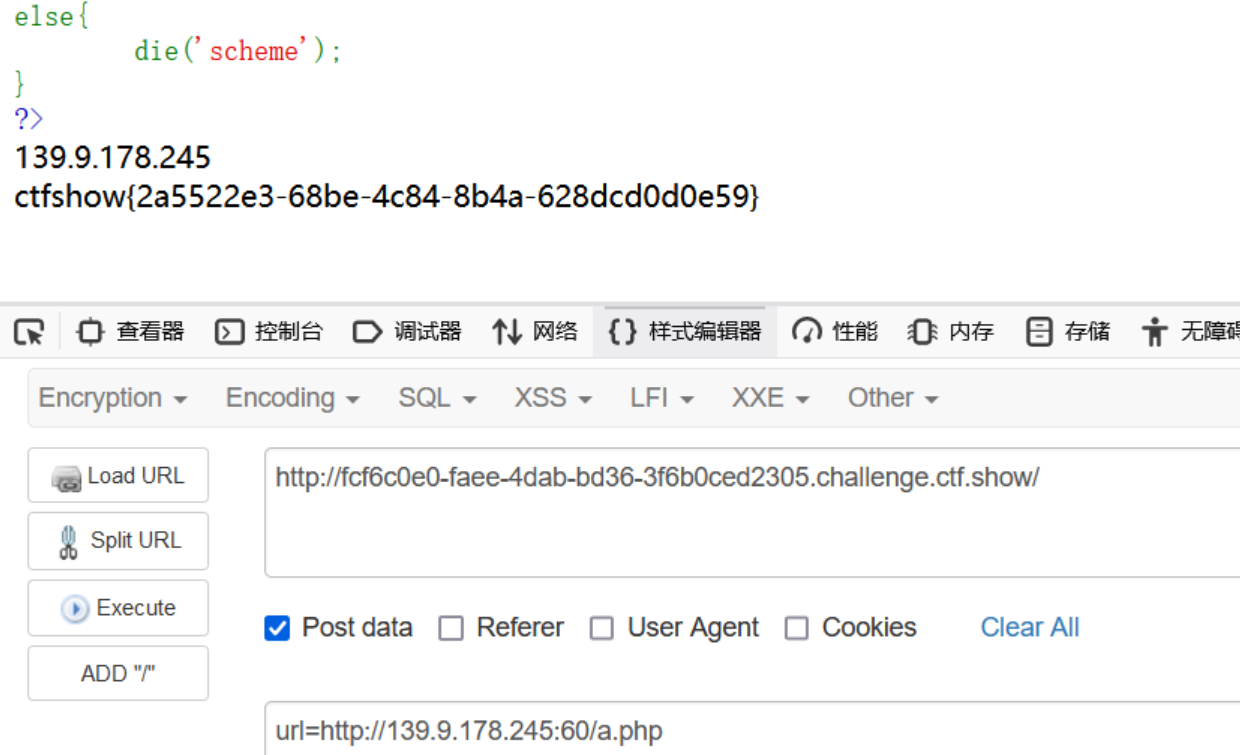 else{
die('scheme');
}
?>
139.9.178.245
ctfshow{2a5522e3-68be-4c84-8b4a-628dcd0d0e59}
查看器 控制台 调试器 网络 {} 样式编辑器 性能 内存 存储 无障碍
Encryption Encoding SQL XSS LFI XXE Other
Load URL
http://fcf6c0e0-faee-4dab-bd36-3f6b0ced2305.challenge.ctf.show/
Split URL
Execute
Post data Referer User Agent Cookies Clear All
ADD "/"
url=http://139.9.178.245:60/a.php